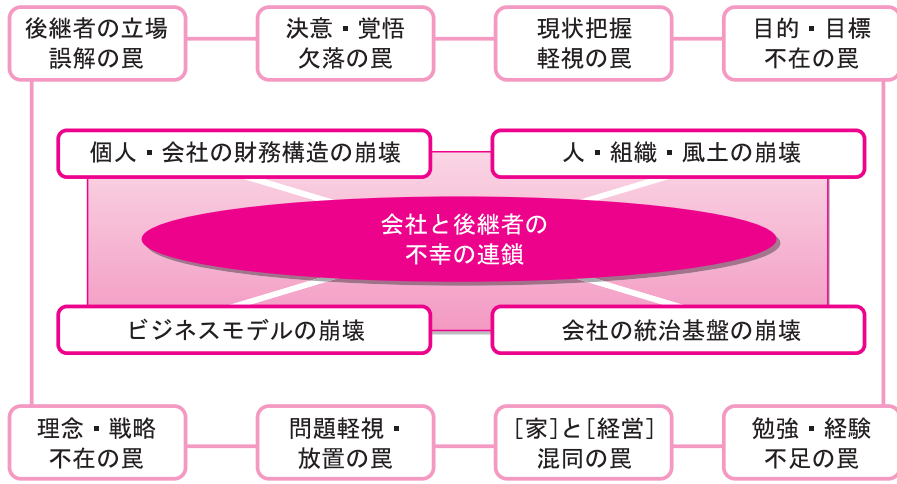 後継者の立場
誤解の罠
決意・覚悟
欠落の罠
現状把握
軽視の罠
目的・目標
不在の罠
個人・会社の財務構造の崩壊
人・組織・風土の崩壊
会社と後継者の
不幸の連鎖
ビジネスモデルの崩壊
会社の統治基盤の崩壊
理念・戦略
不在の罠
問題軽視・
放置の罠
[家]と[経営]
混同の罠
勉強・経験
不足の罠